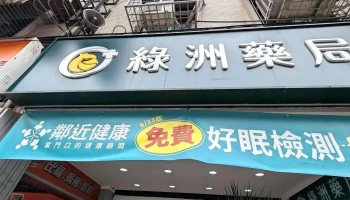 綠洲藥局
鄰近健康
家門口的健康顧問
免費
好眠檢測